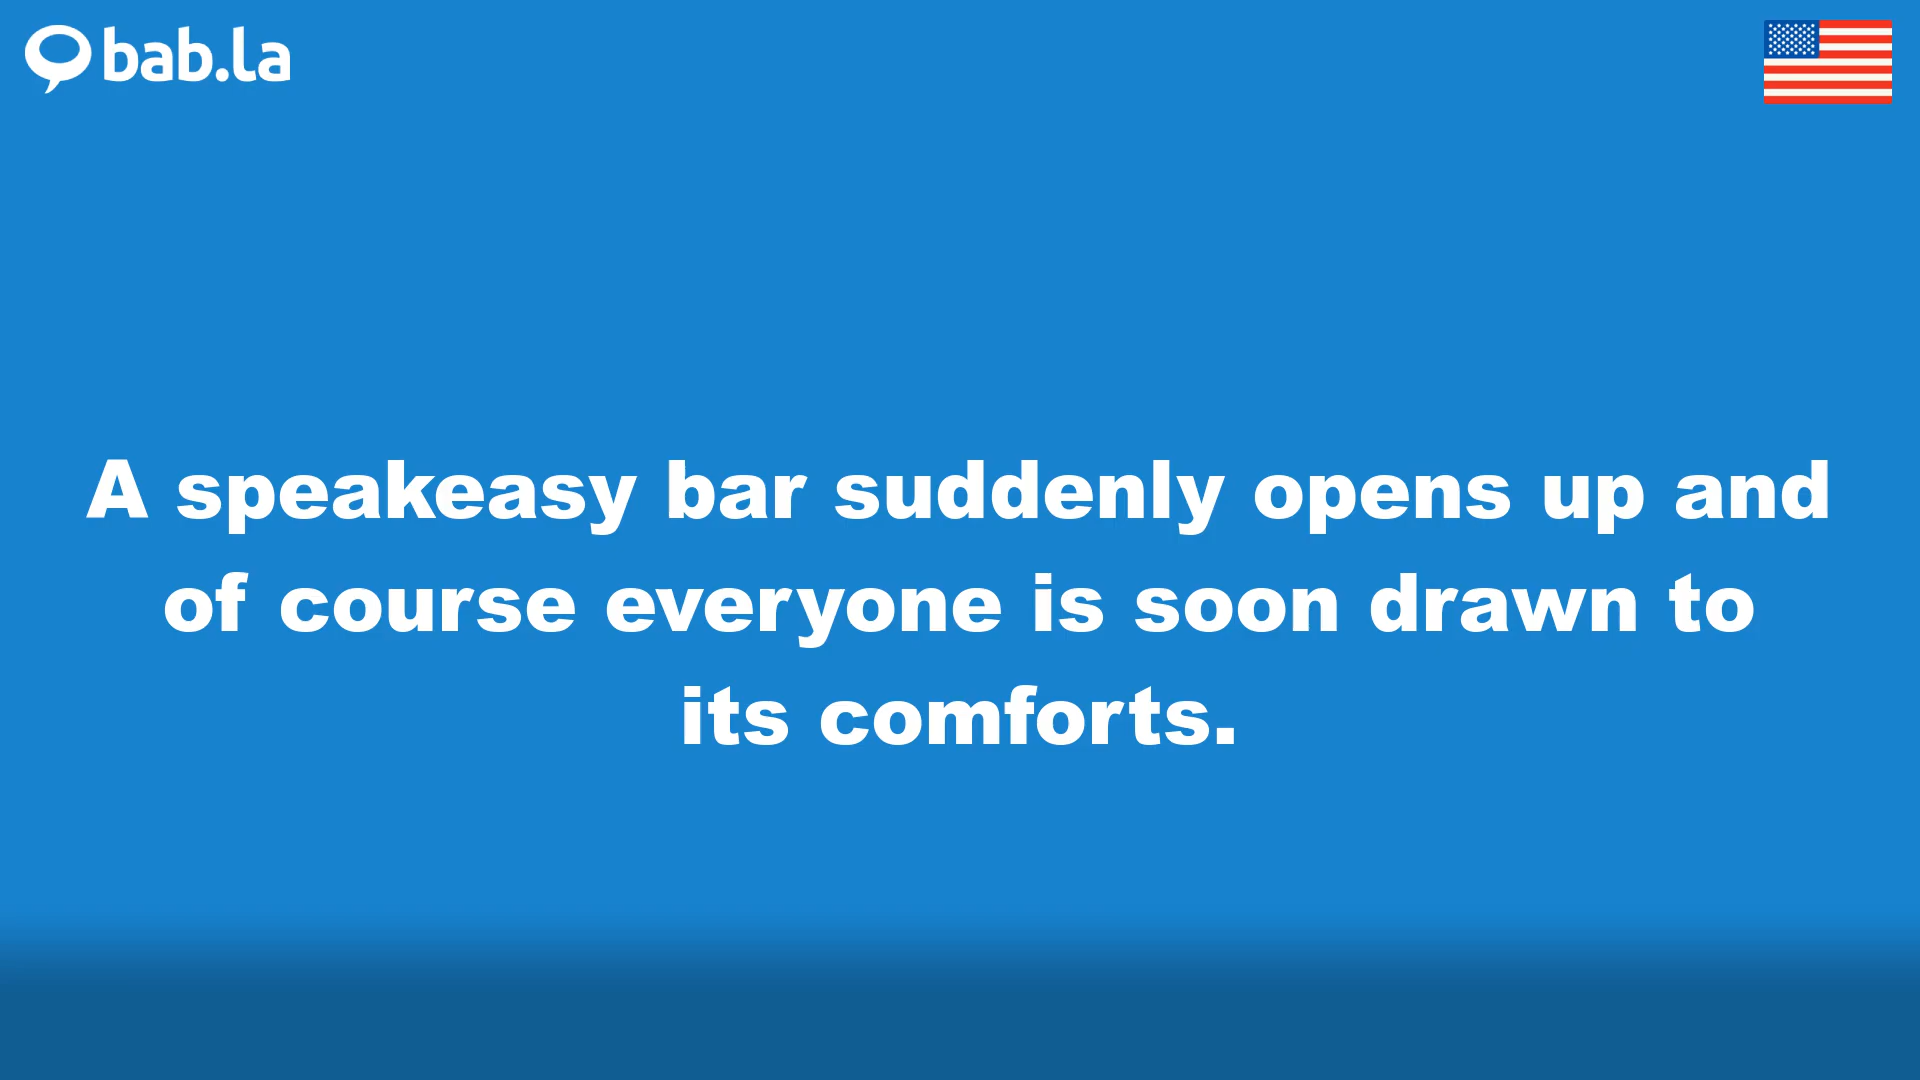 bab.la
A speakeasy bar suddenly opens up and
of course everyone is soon drawn to
its comforts.